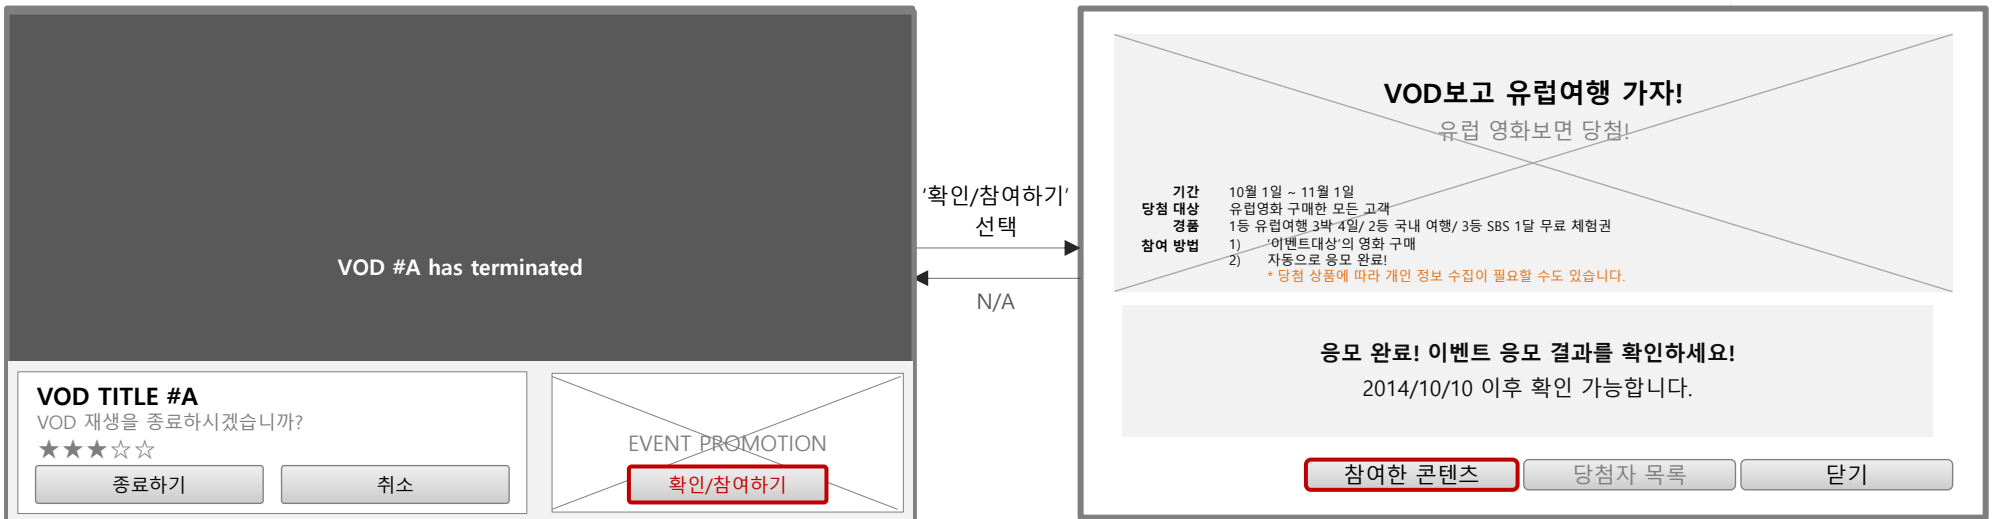 VOD #A has terminated
VOD TITLE #A
VOD 재생을 종료하시겠습니까?
★★★☆☆
종료하기
취소
EVENT PROMOTION
확인/참여하기
'확인/참여하기'
선택
N/A
VOD보고 유럽여행 가자!
유럽 영화보면 당첨!
기간 10월 1일 ~ 11월 1일
당첨 대상 유럽영화 구매한 모든 고객
경품 1등 유럽여행 3박 4일/ 2등 국내 여행/ 3등 SBS 1달 무료 체험권
참여 방법 1) '이벤트대상'의 영화 구매
2) 자동으로 응모 완료!
* 당첨 상품에 따라 개인 정보 수집이 필요할 수도 있습니다.
응모 완료! 이벤트 응모 결과를 확인하세요!
2014/10/10 이후 확인 가능합니다.
참여한 콘텐츠
당첨자 목록
닫기